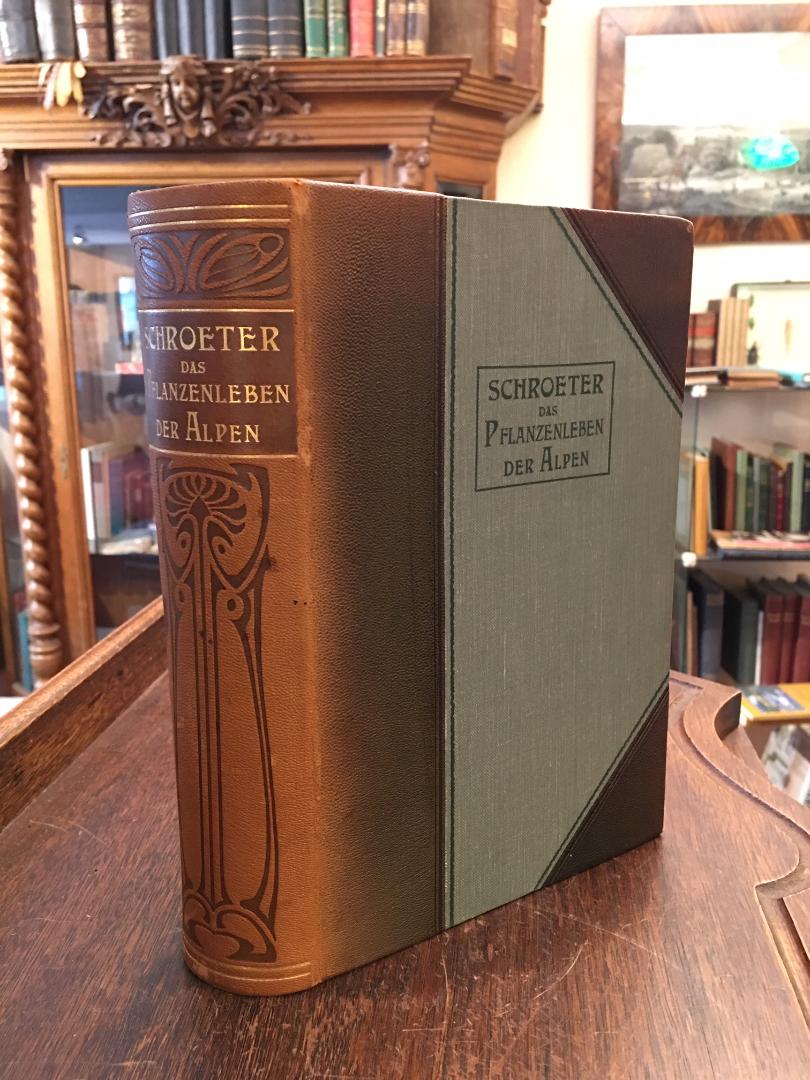 SCHROETER
DAS
PFLANZENLEBEN
DER ALPEN
SCHROETER
DAS
PFLANZENLEBEN
DER ALPEN